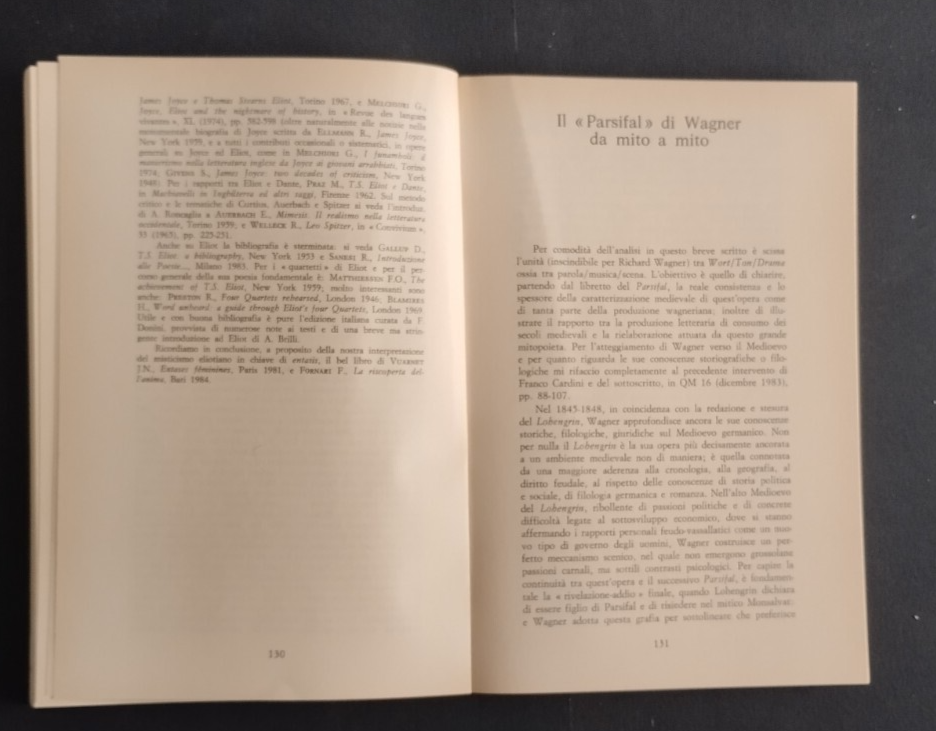 James Joyce e Thomas Stearns Eliot, Torino 1967, e MELCHIORI G.,
Joyce, Eliot and the nightmare of history, in «Revue des langues
vivantes», XL (1974), pp. 582-598 (oltre naturalmente alle notizie nella
monumentale biografia di Joyce scritta da ELLMANN R., James Joyce,
New York 1959, e a tutti i contributi occasionali o sistematici, in opere
generali su Joyce ed Eliot, come in MELCHIORI G., I funamboli: il
manierismo nella letteratura inglese da Joyce ai giovani arrabbiati, Torino
1974; GIVENS S., James Joyce: two decades of criticism, New York
1948). Per i rapporti tra Eliot e Dante, PRAZ M., T.S. Eliot e Dante,
in Machiavelli in Inghilterra ed altri saggi, Firenze 1962. Sul metodo
critico e le tematiche di Curtius, Auerbach e Spitzer si veda l'introduz.
di A. Roncaglia a AUERBACH E., Mimesis. Il realismo nella letteratura
occidentale, Torino 1959; e WELLECK R., Leo Spitzer, in «Convivium»,
33 (1965), pp. 225-251.
Anche su Eliot la bibliografia è sterminata: si veda GALLUP D.,
T.S. Eliot: a bibliography, New York 1953 e SANESI R., Introduzione
alle Poesie..., Milano 1983. Per i «quartetti» di Eliot e per il per-
corso generale della sua poesia fondamentale è: MATTHIESSEN F.O., The
achievement of T.S. Eliot, New York 1959; molto interessanti sono
anche: PRESTON R., Four Quartets rehearsed, London 1946; BLAMIRES
H., Word unheard: a guide through Eliot's four Quartets, London 1969.
Utile e con buona bibliografia è pure l'edizione italiana curata da F.
Donini, provvista di numerose note ai testi e di una breve ma strin-
gente introduzione ad Eliot di A. Brilli.
Ricordiamo in conclusione, a proposito della nostra interpretazione
del misticismo eliotiano in chiave di extasis, il bel libro di VUARNET
J.N., Extases féminines, Paris 1981, e FORNARI F., La riscoperta del-
l'anima, Bari 1984.
130
Il «Parsifal» di Wagner
da mito a mito
Per comodità dell'analisi in questo breve scritto è scissa
l'unità (inscindibile per Richard Wagner) tra Wort/Ton/Drama
ossia tra parola/musica/scena. L'obiettivo è quello di chiarire,
partendo dal libretto del Parsifal, la reale consistenza e lo
spessore della caratterizzazione medievale di quest'opera come
di tanta parte della produzione wagneriana; inoltre di illu-
strare il rapporto tra la produzione letteraria di consumo dei
secoli medievali e la rielaborazione attuata da questo grande
mitopoieta. Per l'atteggiamento di Wagner verso il Medioevo
e per quanto riguarda le sue conoscenze storiografiche o filo-
logiche mi rifaccio completamente al precedente intervento di
Franco Cardini e del sottoscritto, in QM 16 (dicembre 1983),
pp. 88-107.
Nel 1845-1848, in coincidenza con la redazione e stesura
del Lohengrin, Wagner approfondisce ancora le sue conoscenze
storiche, filologiche, giuridiche sul Medioevo germanico. Non
per nulla il Lohengrin è la sua opera più decisamente ancorata
a un ambiente medievale non di maniera; è quella connotata
da una maggiore aderenza alla cronologia, alla geografia, al
diritto feudale, al rispetto delle conoscenze di storia politica
e sociale, di filologia germanica e romanza. Nell'alto Medioevo
del Lohengrin, ribollente di passioni politiche e di concrete
difficoltà legate al sottosviluppo economico, dove si stanno
affermando i rapporti personali feudo-vassallatici come un nuo-
vo tipo di governo degli uomini, Wagner costruisce un per-
fetto meccanismo scenico, nel quale non emergono grossolane
passioni carnali, ma sottili contrasti psicologici. Per capire la
continuità tra quest'opera e il successivo Parsifal, è fondamen-
tale la «rivelazione-addio» finale, quando Lohengrin dichiara
di essere figlio di Parsifal e di risiedere nel mitico Monsalvat:
e Wagner adotta questa grafia per sottolineare che preferisce
131